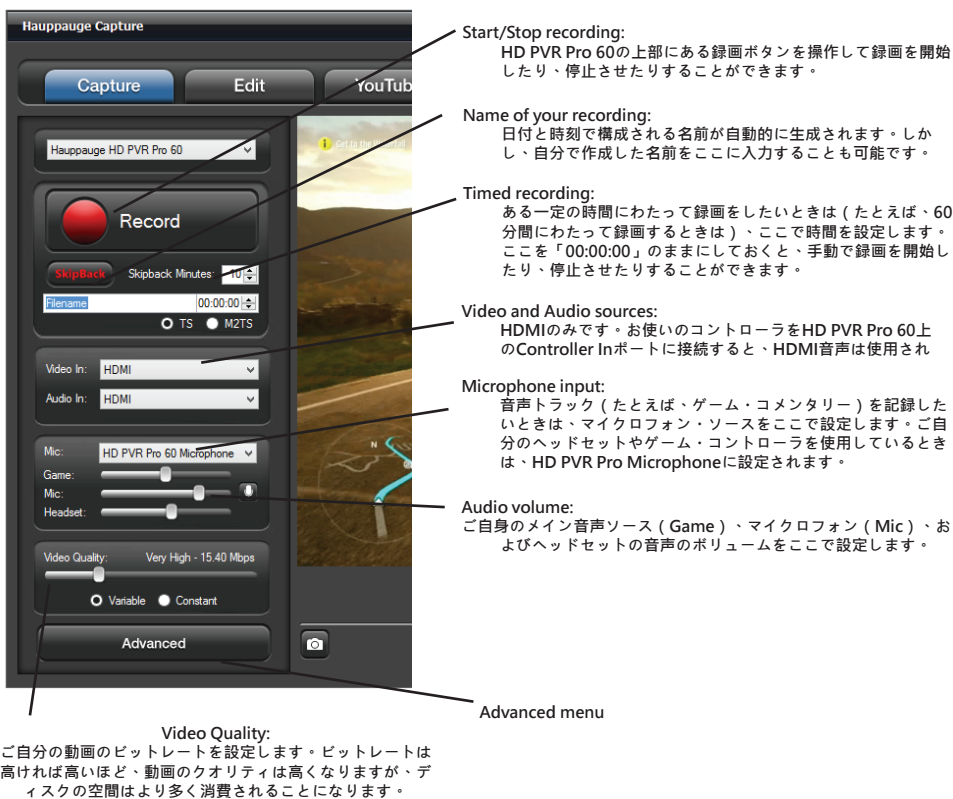 Hauppauge Capture
Capture
Edit
YouTub
Hauppauge HD PVR Pro 60
Record
SkipBack
Skipback Minutes:
10
Filename
00:00:00
TS
M2TS
Video In:
HDMI
Audio In:
HDMI
Mic:
HD PVR Pro 60 Microphone
Game:
Mic:
Headset:
Video Quality:
Very High - 15.40 Mbps
Variable
Constant
Advanced
N
Start/Stop recording:
HD PVR Pro 60の上部にある録画ボタンを操作して録画を開始
したり、停止させたりすることができます。
Name of your recording:
日付と時刻で構成される名前が自動的に生成されます。しか
し、自分で作成した名前をここに入力することも可能です。
Timed recording:
ある一定の時間にわたって録画をしたいときは（たとえば、60
分間にわたって録画するときは）、ここで時間を設定します。
ここを「00:00:00」のままにしておくと、手動で録画を開始し
たり、停止させたりすることができます。
Video and Audio sources:
HDMIのみです。お使いのコントローラをHD PVR Pro 60上
のController Inポートに接続すると、HDMI音声は使用され
Microphone input:
音声トラック（たとえば、ゲーム・コメンタリー）を記録した
いときは、マイクロフォン・ソースをここで設定します。ご自
分のヘッドセットやゲーム・コントローラを使用しているとき
は、HD PVR Pro Microphoneに設定されます。
Audio volume:
ご自身のメイン音声ソース（Game）、マイクロフォン（Mic）、お
よびヘッドセットの音声のボリュームをここで設定します。
Advanced menu
Video Quality:
ご自分の動画のビットレートを設定します。ビットレートは
高ければ高いほど、動画のクオリティは高くなりますが、デ
ィスクの空間はより多く消費されることになります。